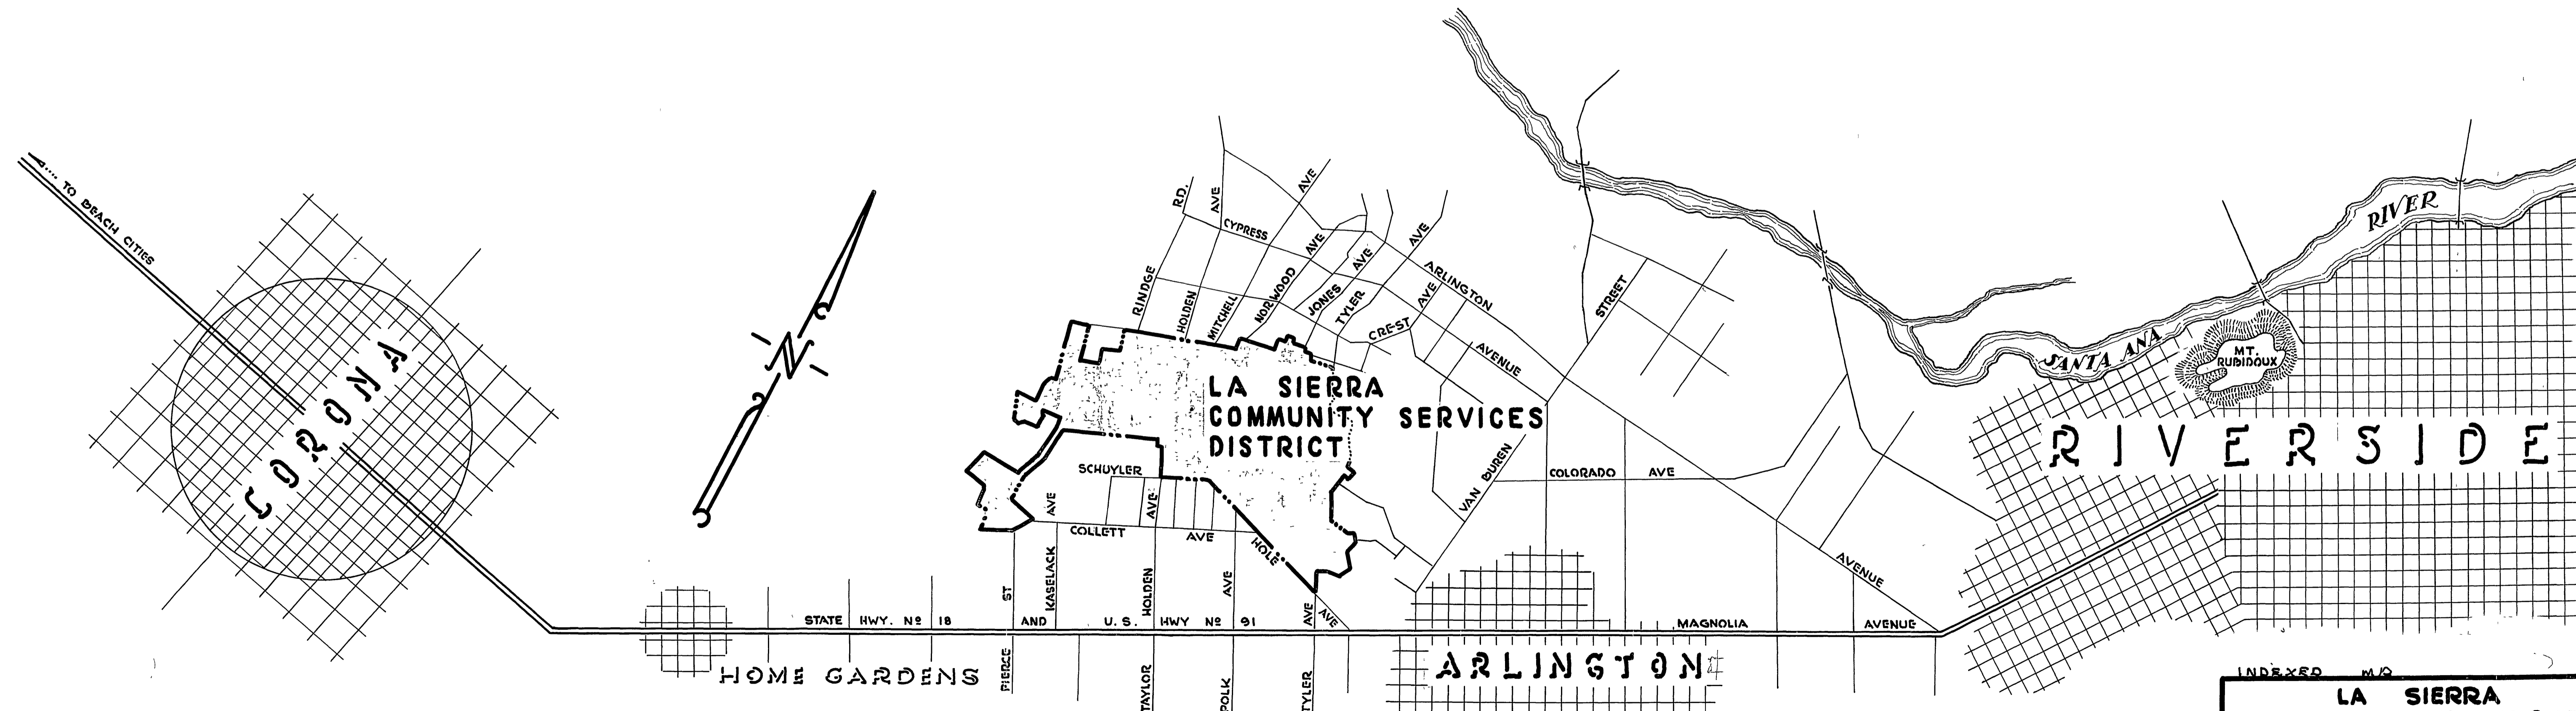 TO BEACH CITIES
CORONA
N
RINDGE RD.
HOLDEN AVE
CYPRESS
MITCHELL AVE
NORWOOD AVE
JONES AVE
TYLER AVE
ARLINGTON
CREST AVE
AVENUE
STREET
VAN BUREN
LA SIERRA
COMMUNITY SERVICES
DISTRICT
SCHUYLER
AVE
AVE
COLLETT AVE
HOLE
AVE
COLORADO AVE
AVENUE
SANTA ANA
RIVER
MT.
RUBIDOUX
RIVERSIDE
ST
KASELACK
HOLDEN
AVE
AVE
STATE HWY. Nº 18 AND U. S. HWY Nº 91
MAGNOLIA AVENUE
HOME GARDENS
PIERCE
TAYLOR
POLK
TYLER
ARLINGTON
INDEXED
LA SIERRA